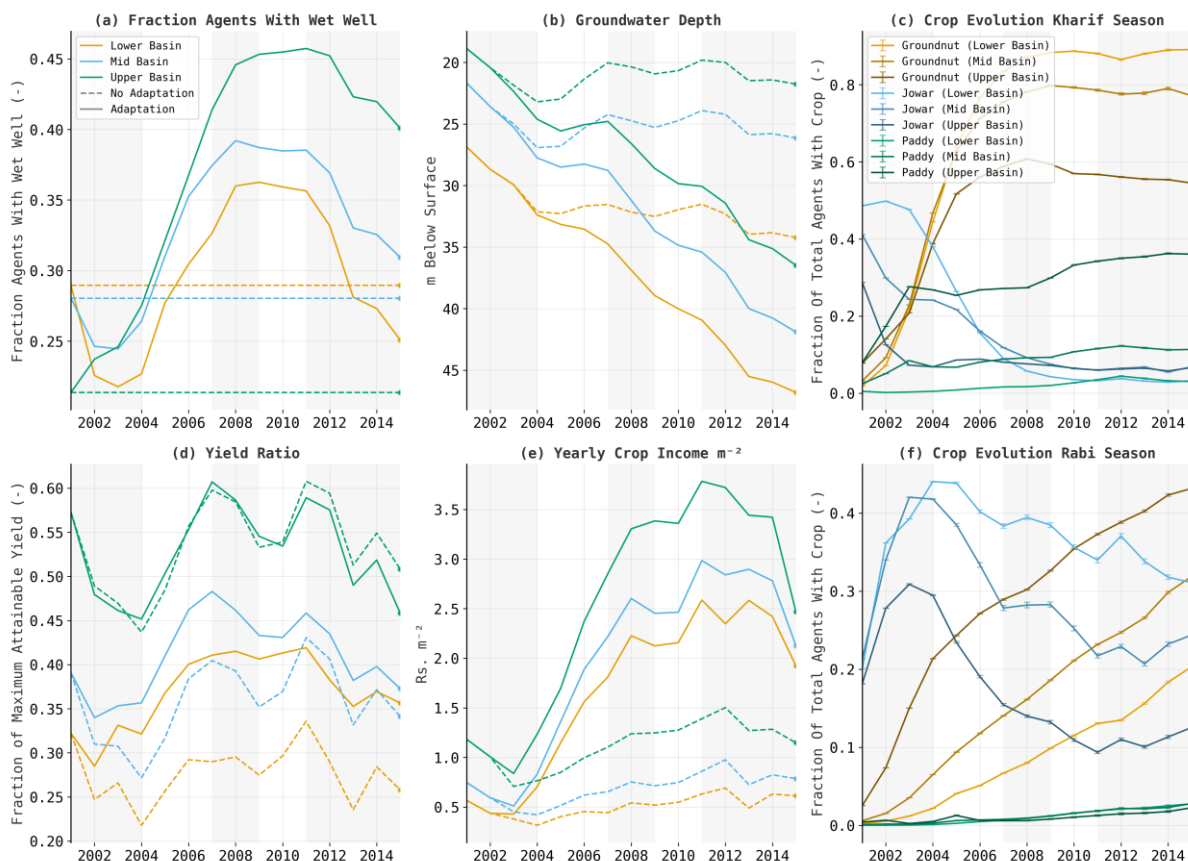 (a) Fraction Agents With Wet Well
Fraction Agents With Wet Well (-)
0.45
0.40
0.35
0.30
0.25
Lower Basin
Mid Basin
Upper Basin
No Adaptation
Adaptation
2002 2004 2006 2008 2010 2012 2014
(b) Groundwater Depth
m Below Surface
20
25
30
35
40
45
2002 2004 2006 2008 2010 2012 2014
(c) Crop Evolution Kharif Season
Fraction Of Total Agents With Crop (-)
0.8
0.6
0.4
0.2
0.0
Groundnut (Lower Basin)
Groundnut (Mid Basin)
Groundnut (Upper Basin)
Jowar (Lower Basin)
Jowar (Mid Basin)
Jowar (Upper Basin)
Paddy (Lower Basin)
Paddy (Mid Basin)
Paddy (Upper Basin)
2002 2004 2006 2008 2010 2012 2014
(d) Yield Ratio
Fraction of Maximum Attainable Yield (-)
0.60
0.55
0.50
0.45
0.40
0.35
0.30
0.25
0.20
2002 2004 2006 2008 2010 2012 2014
(e) Yearly Crop Income m⁻²
Rs. m⁻²
3.5
3.0
2.5
2.0
1.5
1.0
0.5
2002 2004 2006 2008 2010 2012 2014
(f) Crop Evolution Rabi Season
Fraction Of Total Agents With Crop (-)
0.4
0.3
0.2
0.1
0.0
2002 2004 2006 2008 2010 2012 2014